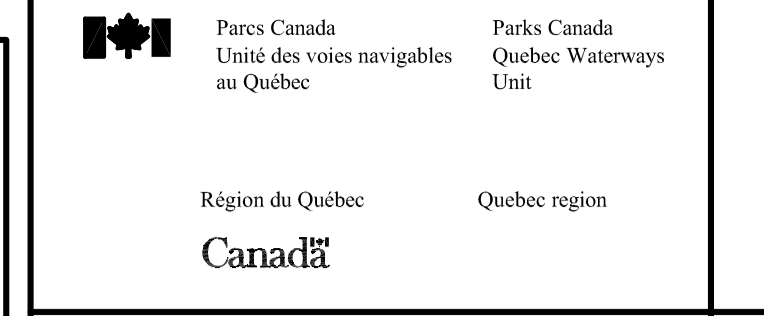 Parcs Canada
Unité des voies navigables
au Québec
Parks Canada
Quebec Waterways
Unit
Région du Québec
Quebec region
Canada